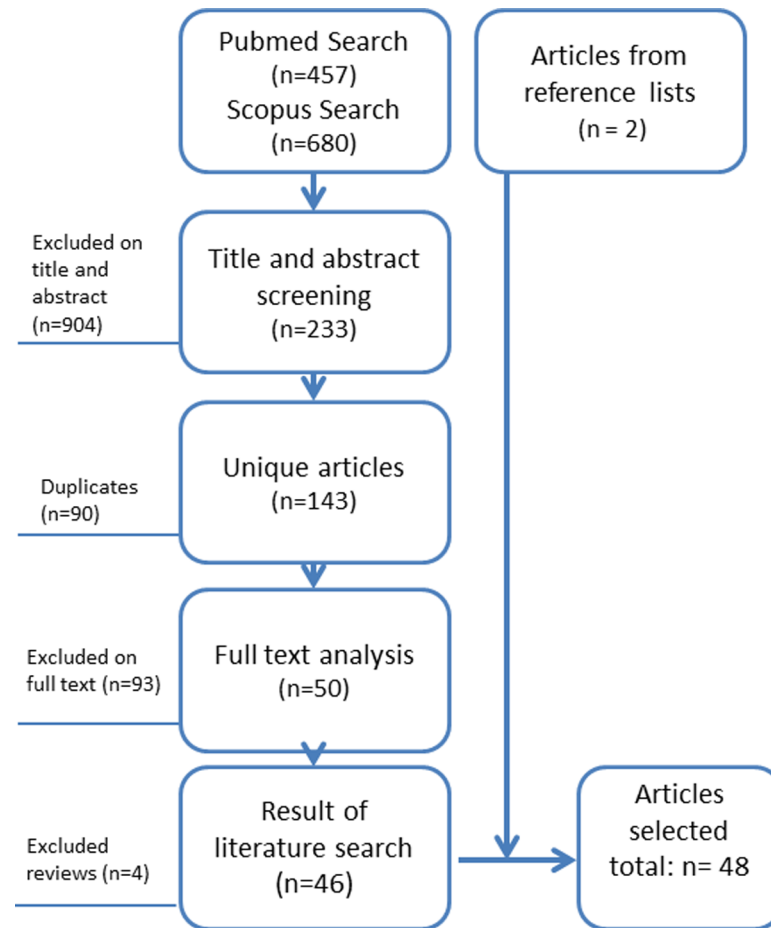 Pubmed Search
(n=457)
Scopus Search
(n=680)
Articles from
reference lists
(n = 2)
Excluded on
title and
abstract
(n=904)
Title and abstract
screening
(n=233)
Duplicates
(n=90)
Unique articles
(n=143)
Excluded on
full text (n=93)
Full text analysis
(n=50)
Excluded
reviews (n=4)
Result of
literature search
(n=46)
Articles
selected
total: n= 48